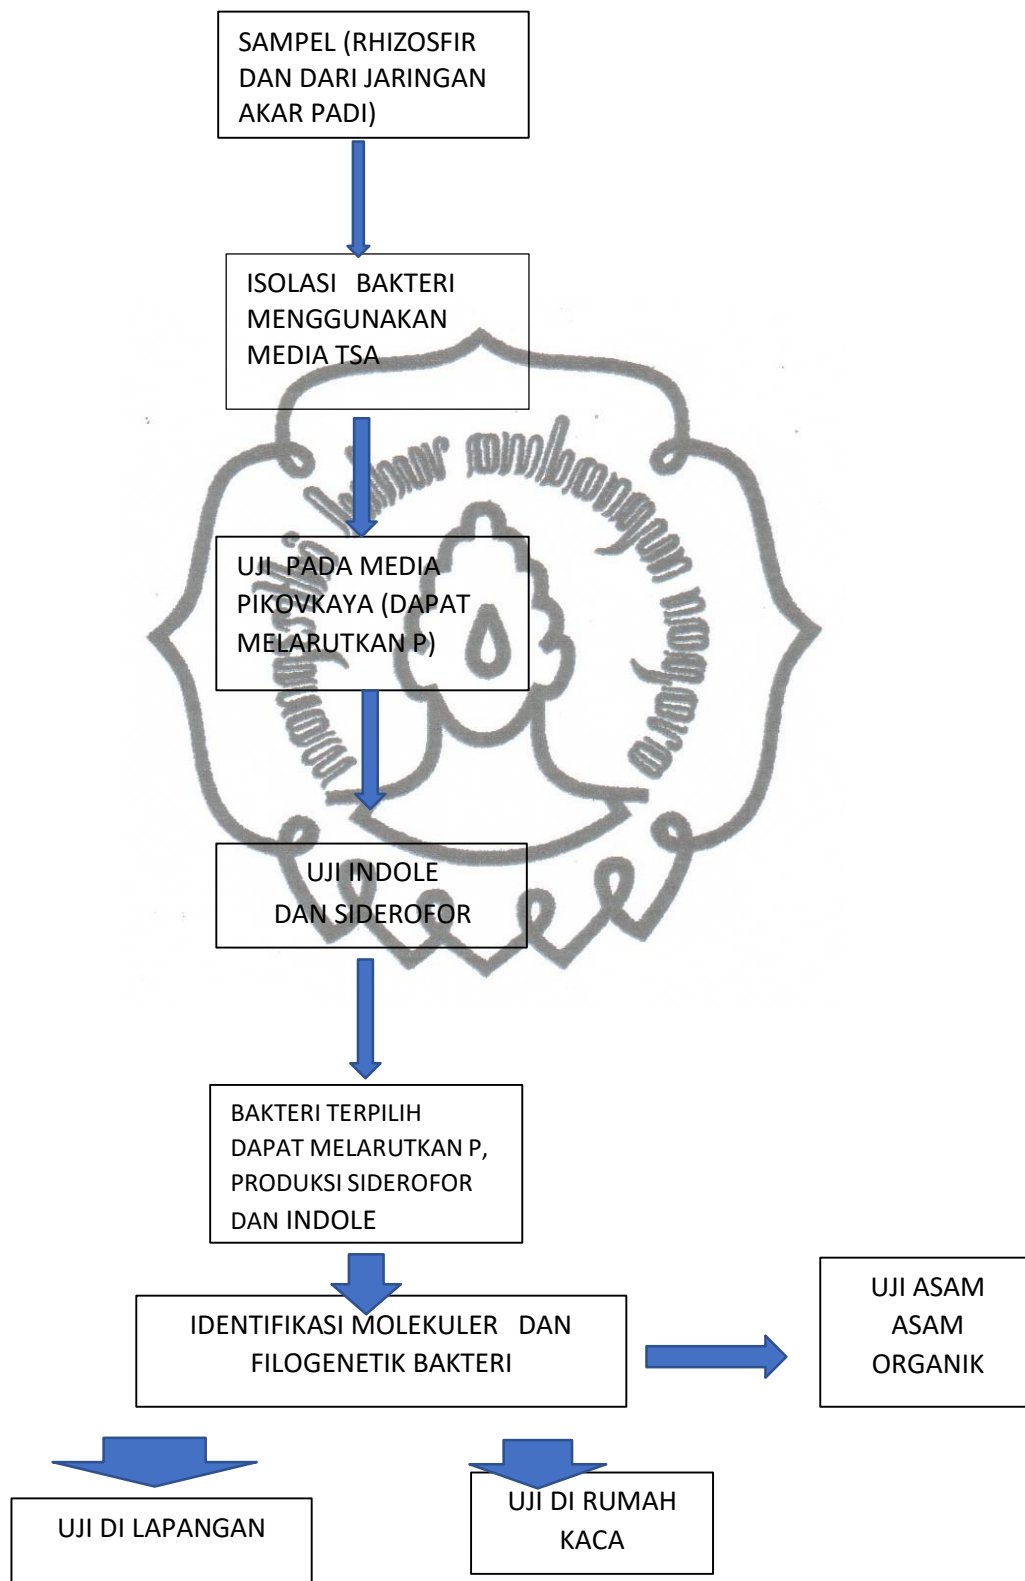 SAMPEL (RHIZOSFIR
DAN DARI JARINGAN
AKAR PADI)
ISOLASI BAKTERI
MENGGUNAKAN
MEDIA TSA
UJI PADA MEDIA
PIKOVKAYA (DAPAT
MELARUTKAN P)
UJI INDOLE
DAN SIDEROFOR
BAKTERI TERPILIH
DAPAT MELARUTKAN P,
PRODUKSI SIDEROFOR
DAN INDOLE
IDENTIFIKASI MOLEKULER DAN
FILOGENETIK BAKTERI
UJI ASAM
ASAM
ORGANIK
UJI DI LAPANGAN
UJI DI RUMAH
KACA